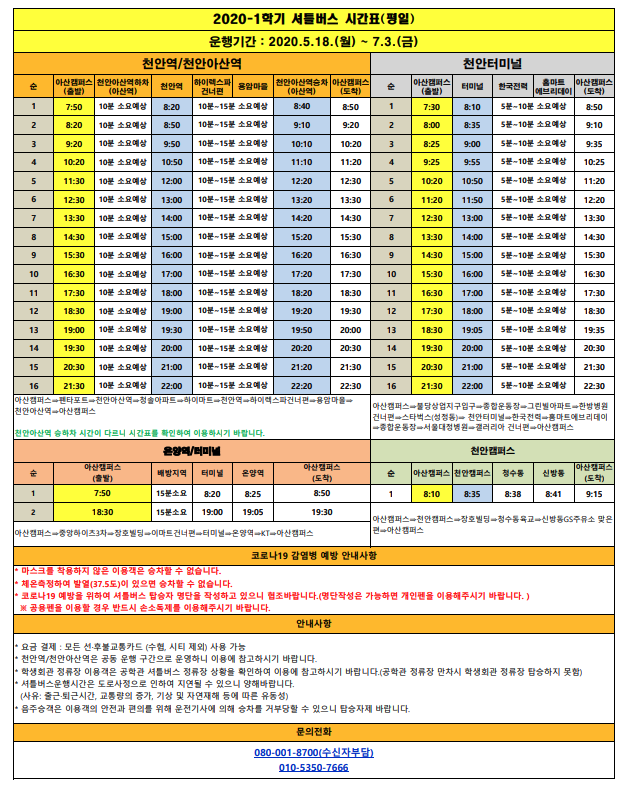 2020-1학기 셔틀버스 시간표(평일)
운행기간 : 2020.5.18.(월) ~ 7.3.(금)
천안역/천안아산역 천안터미널
순 아산캠퍼스(출발) 천안아산역하차(아산역) 천안역 하이렉스파건너편 용암마을 천안아산역승차(아산역) 아산캠퍼스(도착) 순 아산캠퍼스(출발) 터미널 한국전력 홈마트에브리데이 아산캠퍼스(도착)
1 7:50 10분 소요예상 8:20 10분~15분 소요예상 8:40 8:50 1 7:30 8:10 5분~10분 소요예상 8:50
2 8:20 10분 소요예상 8:50 10분~15분 소요예상 9:10 9:20 2 8:00 8:35 5분~10분 소요예상 9:10
3 9:20 10분 소요예상 9:50 10분~15분 소요예상 10:10 10:20 3 8:25 9:00 5분~10분 소요예상 9:35
4 10:20 10분 소요예상 10:50 10분~15분 소요예상 11:10 11:20 4 9:25 9:55 5분~10분 소요예상 10:25
5 11:30 10분 소요예상 12:00 10분~15분 소요예상 12:20 12:30 5 10:20 10:50 5분~10분 소요예상 11:20
6 12:30 10분 소요예상 13:00 10분~15분 소요예상 13:20 13:30 6 11:20 11:50 5분~10분 소요예상 12:20
7 13:30 10분 소요예상 14:00 10분~15분 소요예상 14:20 14:30 7 12:30 13:00 5분~10분 소요예상 13:30
8 14:30 10분 소요예상 15:00 10분~15분 소요예상 15:20 15:30 8 13:30 14:00 5분~10분 소요예상 14:30
9 15:30 10분 소요예상 16:00 10분~15분 소요예상 16:20 16:30 9 14:30 15:00 5분~10분 소요예상 15:30
10 16:30 10분 소요예상 17:00 10분~15분 소요예상 17:20 17:30 10 15:30 16:00 5분~10분 소요예상 16:30
11 17:30 10분 소요예상 18:00 10분~15분 소요예상 18:20 18:30 11 16:30 17:00 5분~10분 소요예상 17:30
12 18:30 10분 소요예상 19:00 10분~15분 소요예상 19:20 19:30 12 17:30 18:00 5분~10분 소요예상 18:30
13 19:00 10분 소요예상 19:30 10분~15분 소요예상 19:50 20:00 13 18:30 19:05 5분~10분 소요예상 19:35
14 19:30 10분 소요예상 20:00 10분~15분 소요예상 20:20 20:30 14 19:30 20:00 5분~10분 소요예상 20:30
15 20:30 10분 소요예상 21:00 10분~15분 소요예상 21:20 21:30 15 20:30 21:00 5분~10분 소요예상 21:30
16 21:30 10분 소요예상 22:00 10분~15분 소요예상 22:20 22:30 16 21:30 22:00 5분~10분 소요예상 22:30
아산캠퍼스⇒펜타포트⇒천안아산역⇒청솔아파트⇒하이마트⇒천안역⇒하이렉스파건너편⇒용암마을⇒
천안아산역⇒아산캠퍼스
천안아산역 승하차 시간이 다르니 시간표를 확인하여 이용하시기 바랍니다.
아산캠퍼스⇒물당상업지구입구⇒종합운동장⇒그린빌아파트⇒한방병원
건너편⇒스타벅스(성정동)⇒ 천안터미널⇒한국전력⇒홈마트에브리데이
⇒종합운동장⇒서울대정병원⇒갤러리아 건너편⇒아산캠퍼스
온양역/터미널 천안캠퍼스
순 아산캠퍼스(출발) 배방지역 터미널 온양역 아산캠퍼스(도착) 순 아산캠퍼스 천안캠퍼스 청수동 신방동 아산캠퍼스(도착)
1 7:50 15분소요 8:20 8:25 8:50 1 8:10 8:35 8:38 8:41 9:15
2 18:30 15분소요 19:00 19:05 19:30
아산캠퍼스⇒중앙하이츠3차⇒장호빌딩⇒이마트건너편⇒터미널⇒온양역⇒KT⇒아산캠퍼스
아산캠퍼스⇒천안캠퍼스⇒장호빌딩⇒청수동육교⇒신방동GS주유소 맞은
편⇒아산캠퍼스
코로나19 감염병 예방 안내사항
* 마스크를 착용하지 않은 이용객은 승차할 수 없습니다.
* 체온측정하여 발열(37.5도)이 있으면 승차할 수 없습니다.
* 코로나19 예방을 위하여 셔틀버스 탑승자 명단을 작성하고 있으니 협조바랍니다.(명단작성은 가능하면 개인펜을 이용해주시기 바랍니다. )
※ 공용펜을 이용할 경우 반드시 손소독제를 이용해주시기 바랍니다.
안내사항
* 요금 결제 : 모든 선·후불교통카드 (수협, 시티 제외) 사용 가능
* 천안역/천안아산역은 공동 운행 구간으로 운영하니 이용에 참고하시기 바랍니다.
* 학생회관 정류장 이용객은 공학관 셔틀버스 정류장 상황을 확인하여 이용에 참고하시기 바랍니다.(공학관 정류장 만차시 학생회관 정류장 탑승하지 못함)
* 셔틀버스운행시간은 도로사정으로 인하여 지연될 수 있으니 양해바랍니다.
(사유: 출근·퇴근시간, 교통량의 증가, 기상 및 자연재해 등에 따른 유동성)
* 음주승객은 이용객의 안전과 편의를 위해 운전기사에 의해 승차를 거부당할 수 있으니 탑승자제 바랍니다.
문의전화
080-001-8700(수신자부담)
010-5350-7666